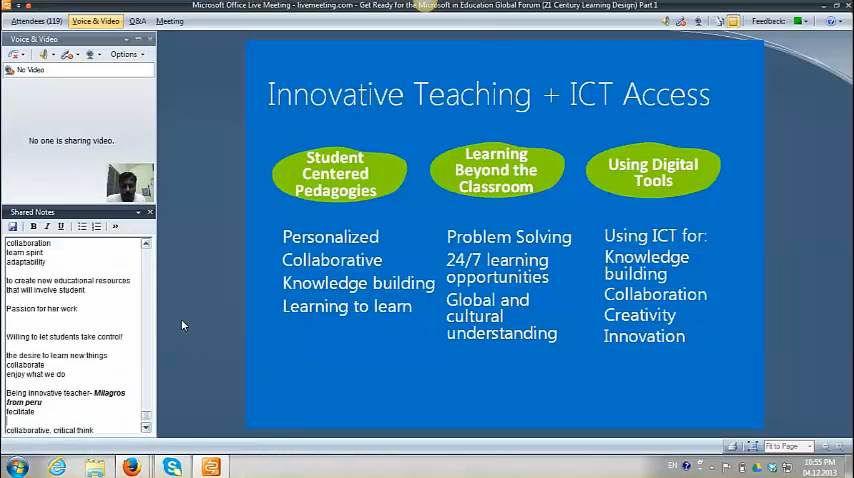 Microsoft Office Live Meeting - livemeeting.com - Get Ready for the Microsoft in Education Global Forum (21 Century Learning Design) Part 1
Attendees (119)
Voice & Video
Q&A
Meeting
Feedback:
Voice & Video
Options
No Video
No one is sharing video.
Shared Notes
B I U
collaboration
learn spirit
adaptability
to create new educational resources
that will involve student
Passion for her work
Willing to let students take control!
the desire to learn new things
collaborate
enjoy what we do
Being innovative teacher- Milagros
from peru
fecilitate
collaborative, critical think
Innovative Teaching + ICT Access
Student
Centered
Pedagogies
Personalized
Collaborative
Knowledge building
Learning to learn
Learning
Beyond the
Classroom
Problem Solving
24/7 learning
opportunities
Global and
cultural
understanding
Using Digital
Tools
Using ICT for:
Knowledge
building
Collaboration
Creativity
Innovation
Fit to Page
EN
10:55 PM
04.12.2013